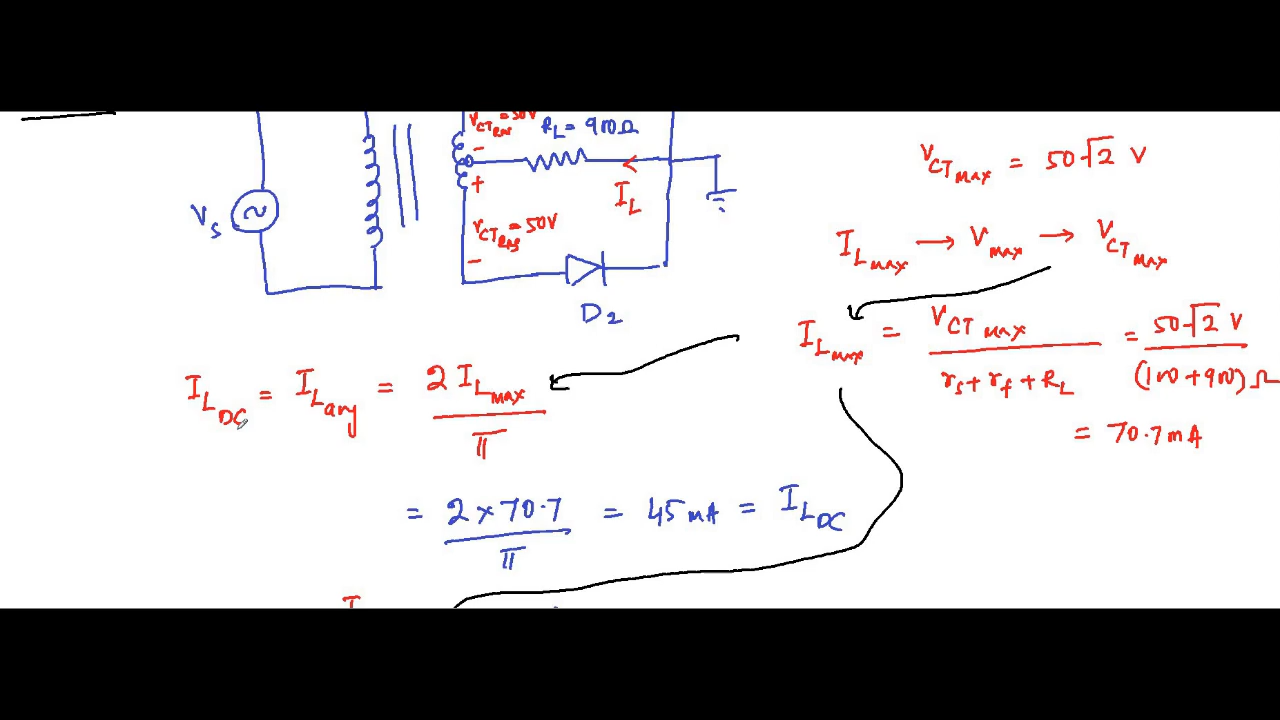 V_CT_RMS = 50V
R_L = 900Ω
-
+
I_L
V_S
V_CT_RMS = 50V
-
D2
V_CT_max = 50√2 V
I_L_max → V_max → V_CT_max
I_L_max = V_CT max / (r_s + r_f + R_L) = 50√2 V / (100 + 900) Ω
= 70.7 mA
I_L_DC = I_L_avg = 2 I_L_max / π
= 2 × 70.7 / π = 45 mA = I_L_DC